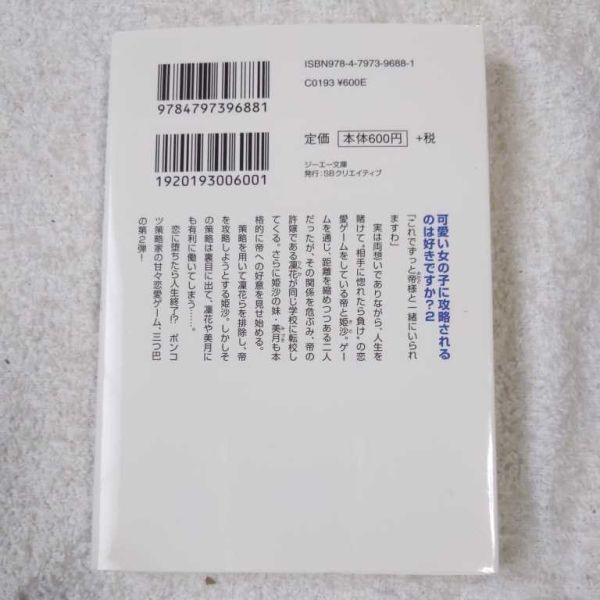 ISBN978-4-7973-9688-1
C0193 ¥600E
9784797396881
定価 本体600円 +税
ジーエー文庫
発行:SBクリエイティブ
1920193006001
可愛い女の子に攻略される
のは好きですか?2
「これでずっと帝様と一緒にいられ
ますわ」
実は両想いでありながら、人生を
賭けて〝相手に惚れたら負け〟の恋
愛ゲームをしている帝と姫沙。ゲー
ムを通じ、距離を縮めつつある二人
だったが、その関係を危ぶみ、帝の
許嫁である凜花が同じ学校に転校し
てくる。さらに姫沙の妹・美月も本
格的に帝への好意を見せ始める。
策略を用いて凜花らを排除し、帝
を攻略しようとする姫沙。しかしそ
の策略は裏目に出て、凜花や美月に
も有利に働いてしまう……。
恋に堕ちたら人生終了!? ポンコ
ツ策略家の甘々恋愛ゲーム、三つ巴
の第2弾!